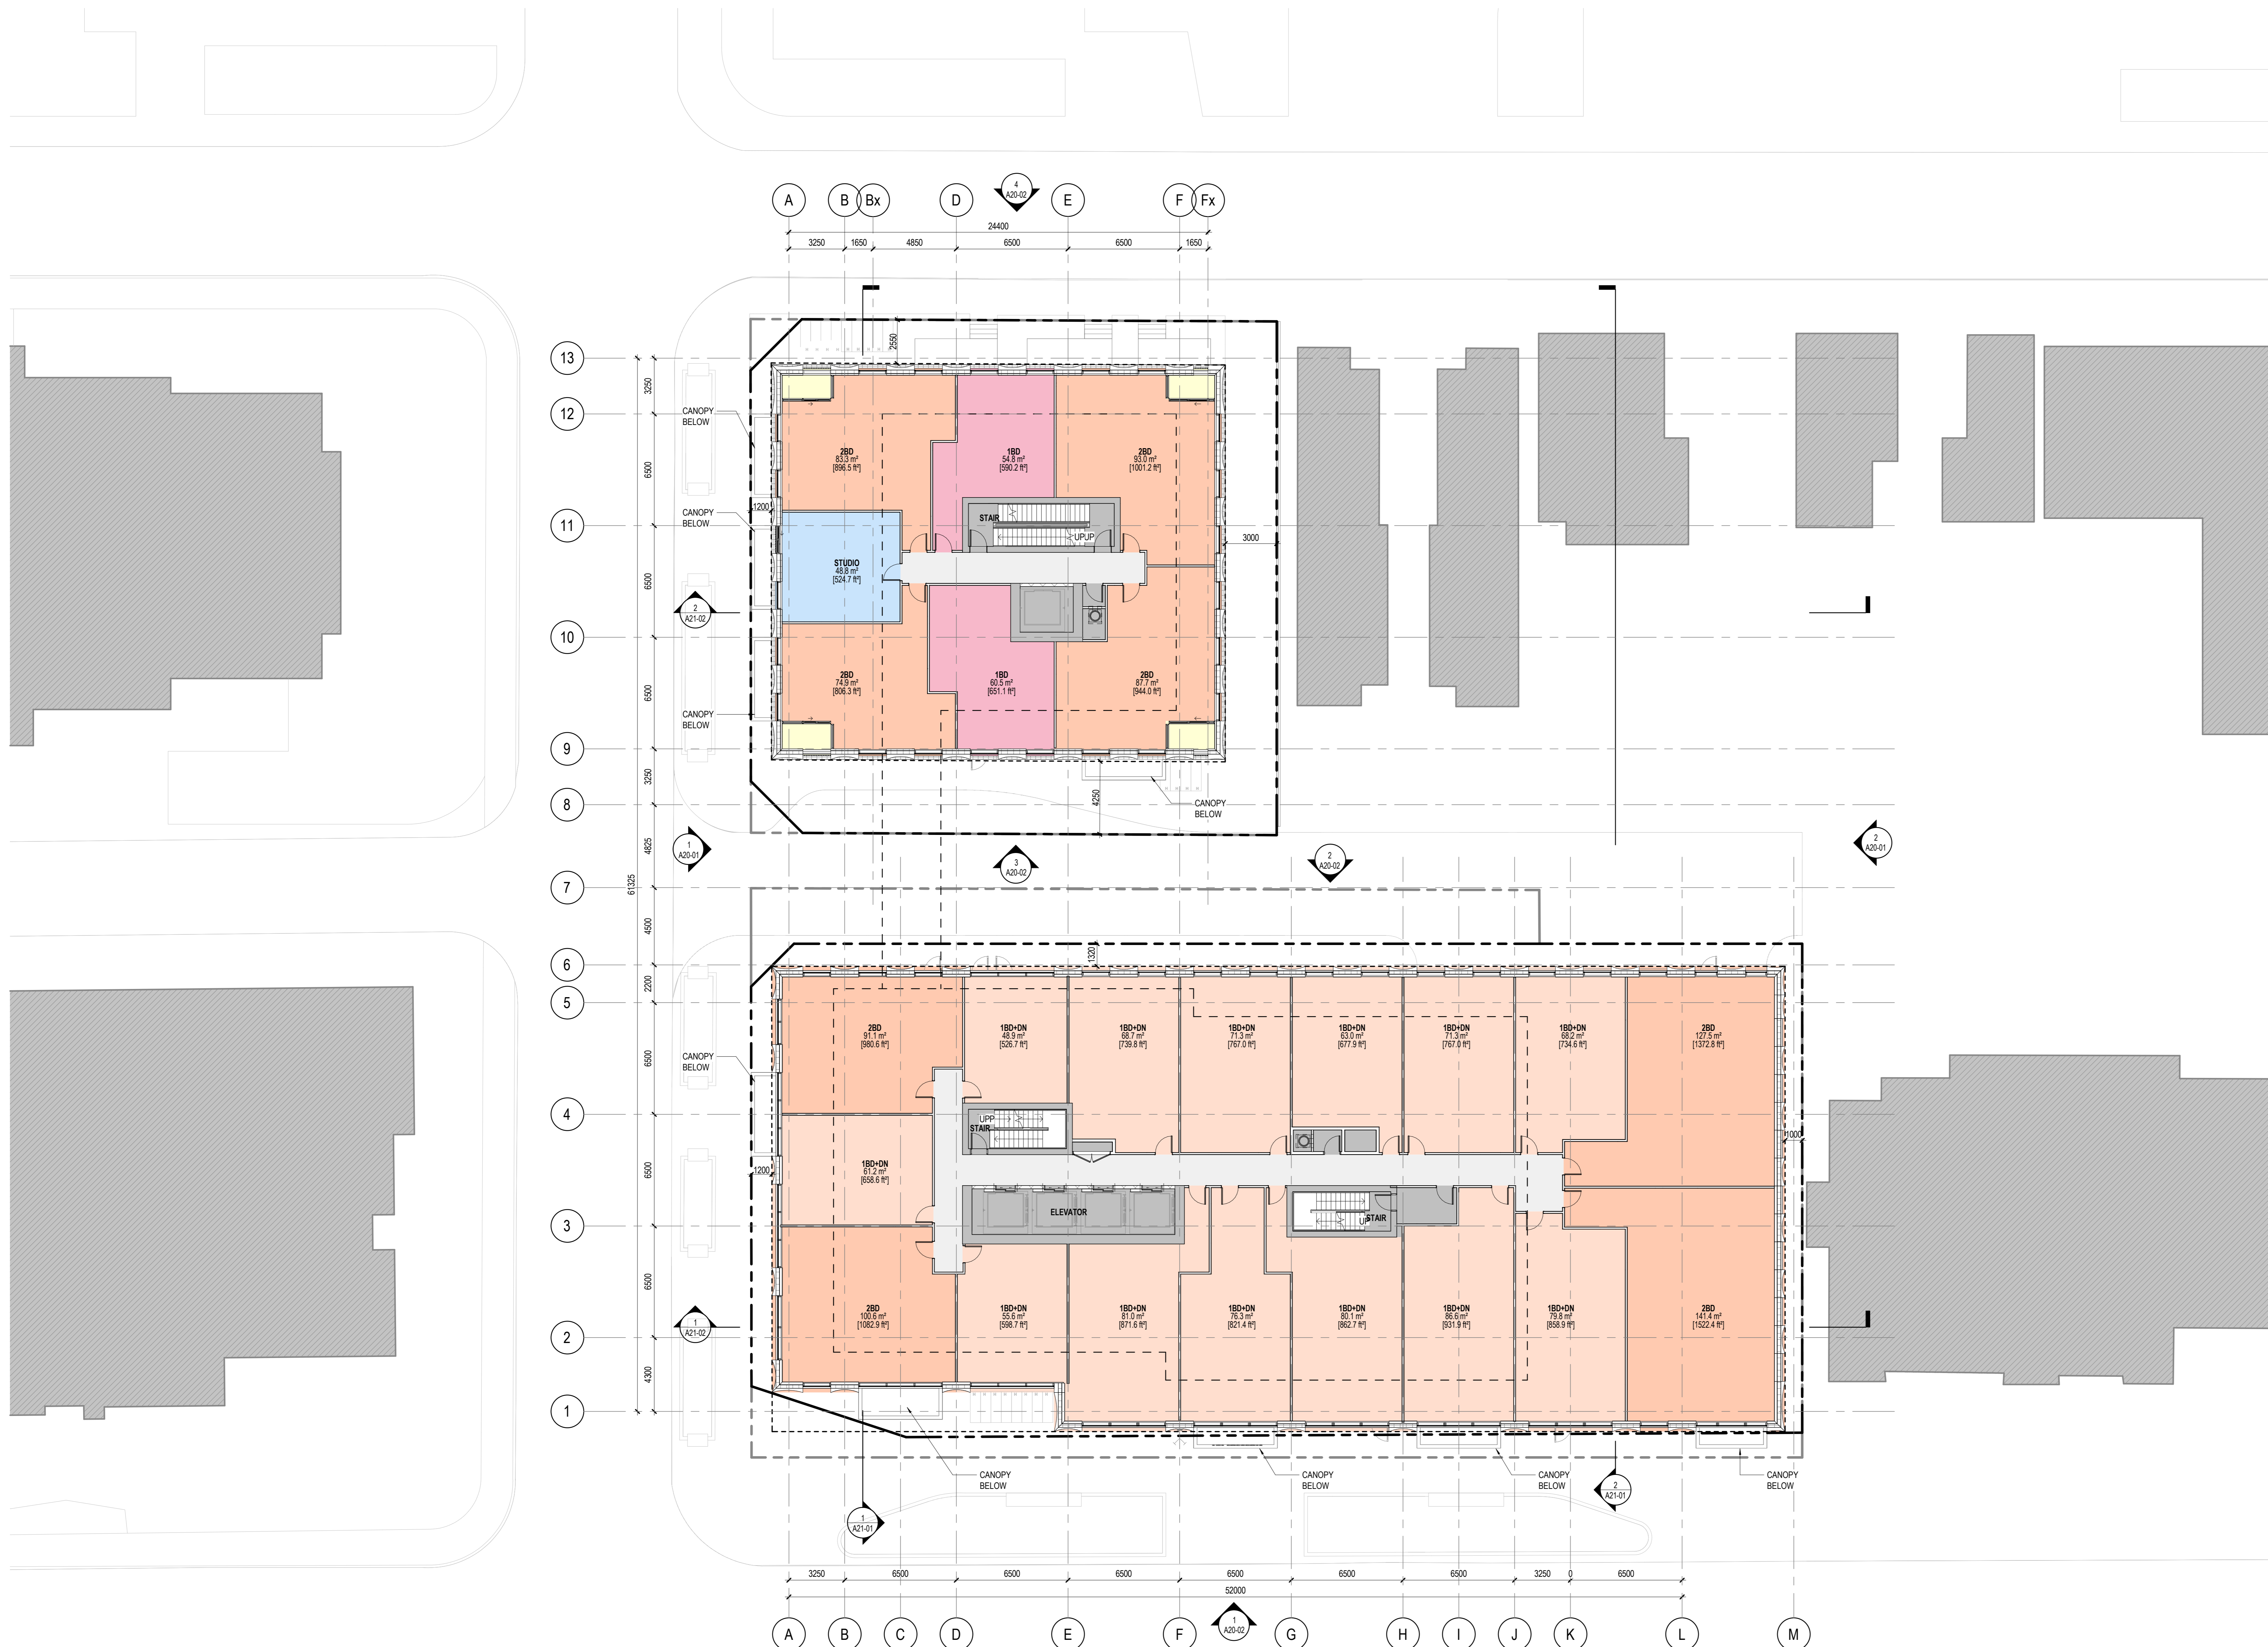 A
B
Bx
D
E
F
Fx
4
A20-02
24400
3250
1650
4850
6500
6500
1650
13
12
11
10
9
8
7
6
5
4
3
2
1
3250
6500
6500
6500
3250
4825
4500
2200
6500
6500
6500
4300
61325
2550
CANOPY
BELOW
CANOPY
BELOW
CANOPY
BELOW
1200
3000
4250
2BD
83.3 m²
[896.5 ft²]
1BD
54.8 m²
[590.2 ft²]
2BD
93.0 m²
[1001.2 ft²]
STAIR
UPUP
STUDIO
48.8 m²
[524.7 ft²]
2
A21-02
2BD
74.9 m²
[806.3 ft²]
1BD
60.5 m²
[651.1 ft²]
2BD
87.7 m²
[944.0 ft²]
CANOPY
BELOW
1
A20-01
3
A20-02
2
A20-02
2
A20-01
1320
2BD
91.1 m²
[980.6 ft²]
1BD+DN
48.9 m²
[526.7 ft²]
1BD+DN
68.7 m²
[739.8 ft²]
1BD+DN
71.3 m²
[767.0 ft²]
1BD+DN
63.0 m²
[677.9 ft²]
1BD+DN
71.3 m²
[767.0 ft²]
1BD+DN
68.2 m²
[734.6 ft²]
2BD
127.5 m²
[1372.8 ft²]
CANOPY
BELOW
UPP
STAIR
1000
1200
1BD+DN
61.2 m²
[658.6 ft²]
ELEVATOR
UP
STAIR
2BD
100.6 m²
[1082.9 ft²]
1BD+DN
55.6 m²
[598.7 ft²]
1BD+DN
81.0 m²
[871.6 ft²]
1BD+DN
76.3 m²
[821.4 ft²]
1BD+DN
80.1 m²
[862.7 ft²]
1BD+DN
86.6 m²
[931.9 ft²]
1BD+DN
79.8 m²
[858.9 ft²]
2BD
141.4 m²
[1522.4 ft²]
1
A21-02
CANOPY
BELOW
CANOPY
BELOW
CANOPY
BELOW
CANOPY
BELOW
1
A21-01
2
A21-01
3250
6500
6500
6500
6500
6500
6500
3250
0
6500
52000
1
A20-02
A
B
C
D
E
F
G
H
I
J
K
L
M